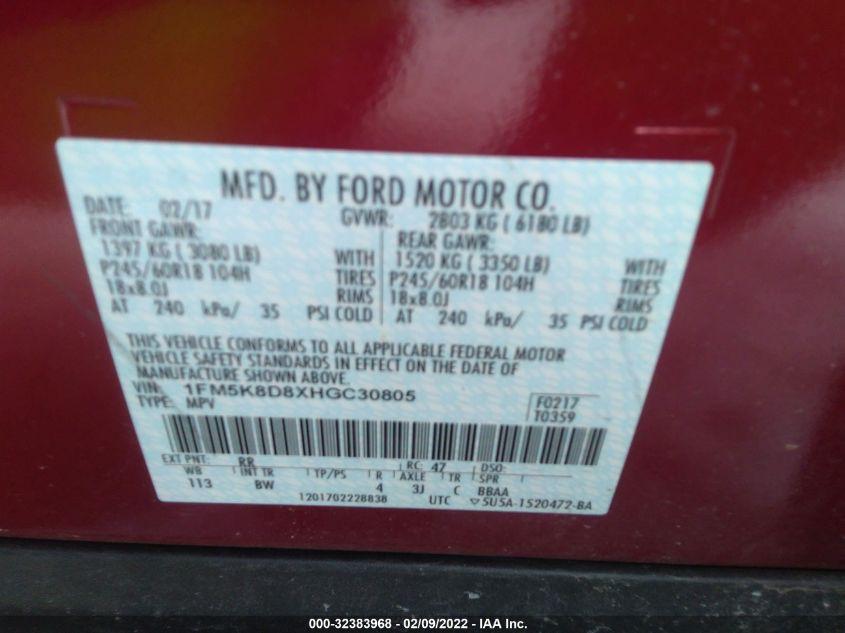 MFD. BY FORD MOTOR CO.
DATE: 02/17 GVWR: 2803 KG ( 6180 LB)
FRONT GAWR: REAR GAWR:
1397 KG ( 3080 LB) WITH 1520 KG ( 3350 LB) WITH
P245/60R18 104H TIRES P245/60R18 104H TIRES
18x8.0J RIMS 18x8.0J RIMS
AT 240 kPa/ 35 PSI COLD AT 240 kPa/ 35 PSI COLD
THIS VEHICLE CONFORMS TO ALL APPLICABLE FEDERAL MOTOR
VEHICLE SAFETY STANDARDS IN EFFECT ON THE DATE OF
MANUFACTURE SHOWN ABOVE.
VIN: 1FM5K8D8XHGC30805 F0217
TYPE: MPV T0359
EXT PNT: RR RC: 47 DSO:
WB INT TR TP/PS R AXLE TR SPR
113 BW 4 3J C BBAA
1201702228838 UTC ▽5U5A-1520472-BA
000-32383968 - 02/09/2022 - IAA Inc.